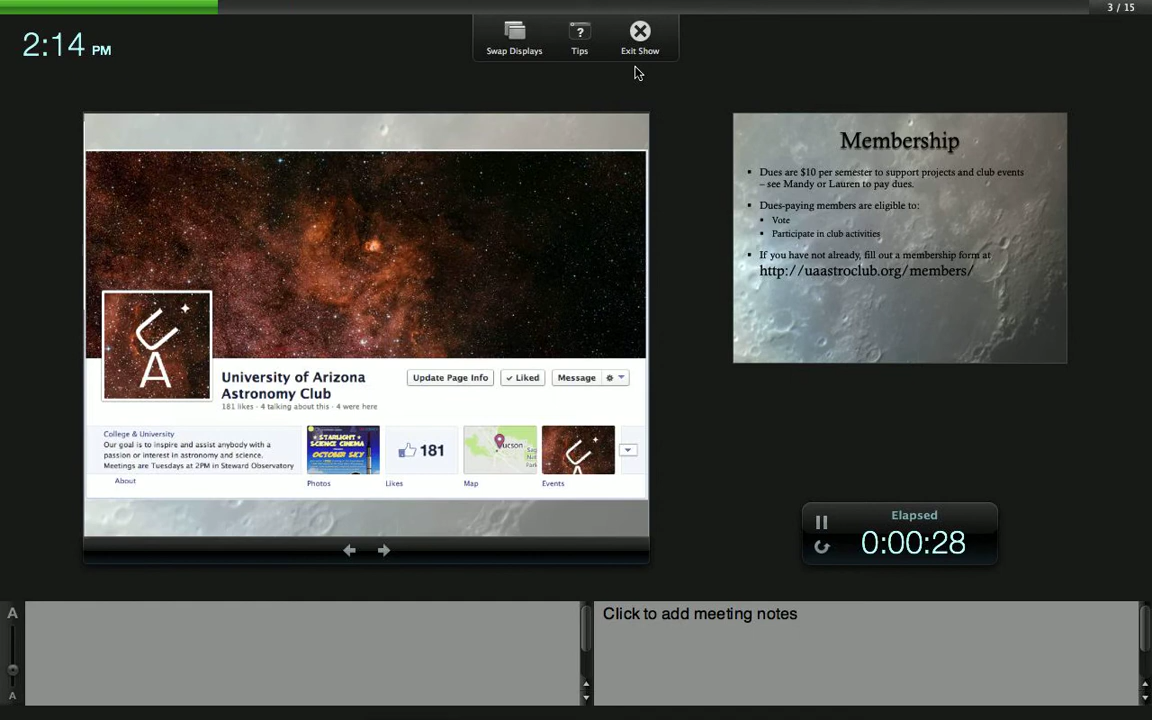 3 / 15
2:14 PM
Swap Displays
?
Tips
Exit Show
UA
University of Arizona
Astronomy Club
181 likes · 4 talking about this · 4 were here
Update Page Info
✓ Liked
Message
College & University
Our goal is to inspire and assist anybody with a
passion or interest in astronomy and science.
Meetings are Tuesdays at 2PM in Steward Observatory
About
STARLIGHT
SCIENCE CINEMA
OCTOBER SKY
Photos
181
Likes
Tucson
Map
Events
Membership
▪ Dues are $10 per semester to support projects and club events
– see Mandy or Lauren to pay dues.
▪ Dues-paying members are eligible to:
▪ Vote
▪ Participate in club activities
▪ If you have not already, fill out a membership form at
http://uaastroclub.org/members/
Elapsed
0:00:28
A
A
Click to add meeting notes